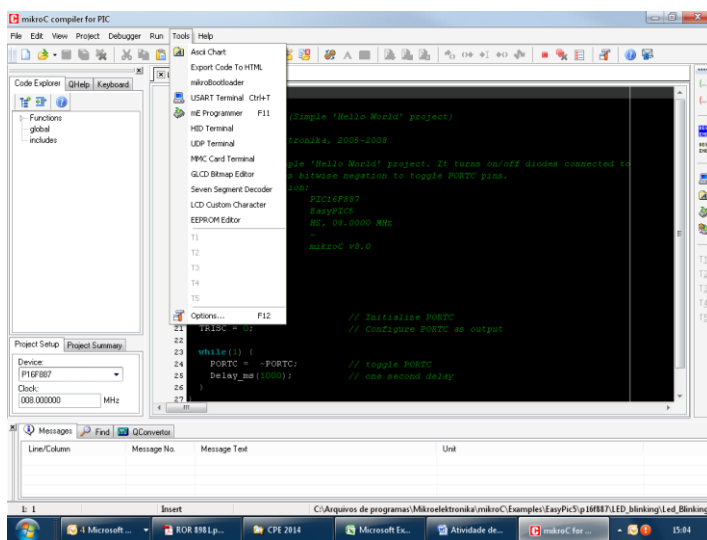 mikroC compiler for PIC
File Edit View Project Debugger Run Tools Help
Ascii Chart
Export Code To HTML
mikroBootloader
USART Terminal Ctrl+T
mE Programmer F11
HID Terminal
UDP Terminal
MMC Card Terminal
GLCD Bitmap Editor
Seven Segment Decoder
LCD Custom Character
EEPROM Editor
T1
T2
T3
T4
T5
Options... F12
Code Explorer QHelp Keyboard
Functions
global
includes
(Simple 'Hello World' project)
tronika, 2005-2008
ple 'Hello World' project. It turns on/off diodes connected to
s bitwise negation to toggle PORTC pins.
ion:
PIC16F887
EasyPIC5
HS, 08.0000 MHz
-
mikroC v8.0
// Initialize PORTC
21 TRISC = 0; // Configure PORTC as output
22
23 while(1) {
24 PORTC = ~PORTC; // toggle PORTC
25 Delay_ms(1000); // one second delay
26 }
27
T1
T2
T3
T4
T5
Project Setup Project Summary
Device:
P16F887
Clock:
008.000000 MHz
Messages Find QConvertor
Line/Column Message No. Message Text Unit
1: 1 Insert C:\Arquivos de programas\Mikroelektronika\mikroC\Examples\EasyPic5\p16f887\LED_blinking\Led_Blinking
4 Microsoft ... ROR 8981.p... CPE 2014 Microsoft Ex... Atividade de... mikroC for ... 15:04